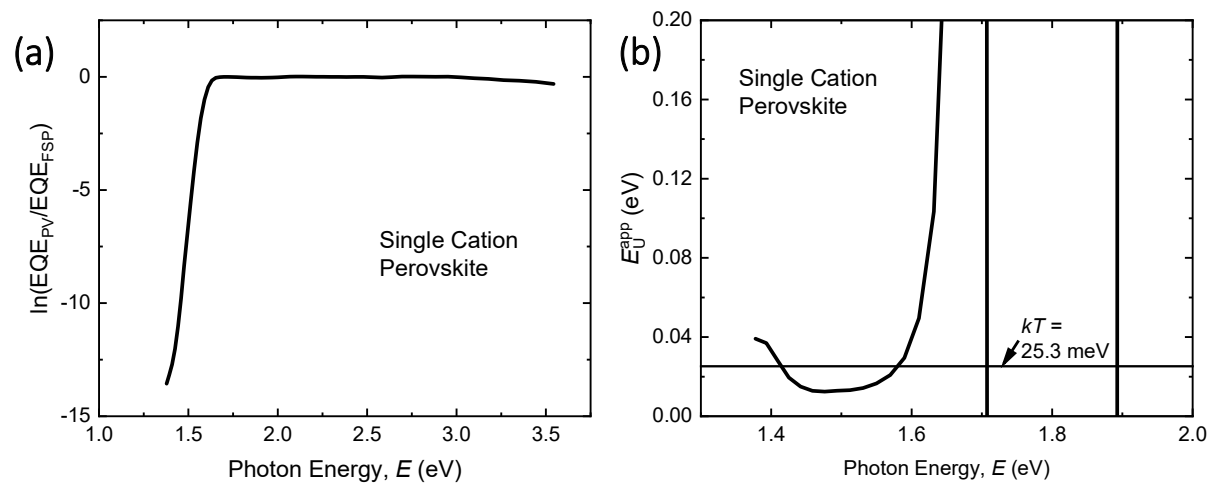 (a)
0
-5
-10
-15
ln(EQE_PV/EQE_FSP)
Single Cation
Perovskite
1.0 1.5 2.0 2.5 3.0 3.5
Photon Energy, E (eV)
(b)
0.20
0.16
0.12
0.08
0.04
0.00
E_U^app (eV)
Single Cation
Perovskite
kT =
25.3 meV
1.4 1.6 1.8 2.0
Photon Energy, E (eV)